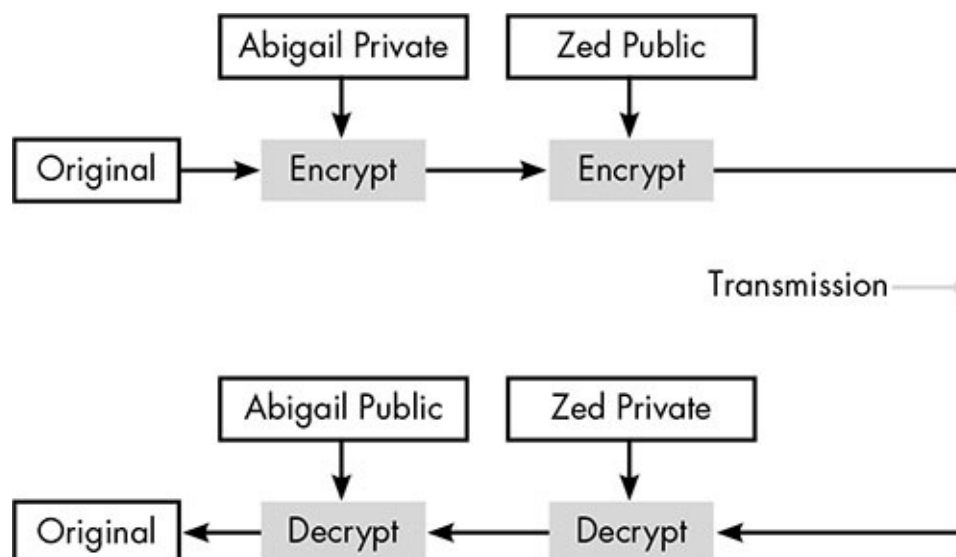 Abigail Private
Zed Public
Original
Encrypt
Encrypt
Transmission
Abigail Public
Zed Private
Original
Decrypt
Decrypt